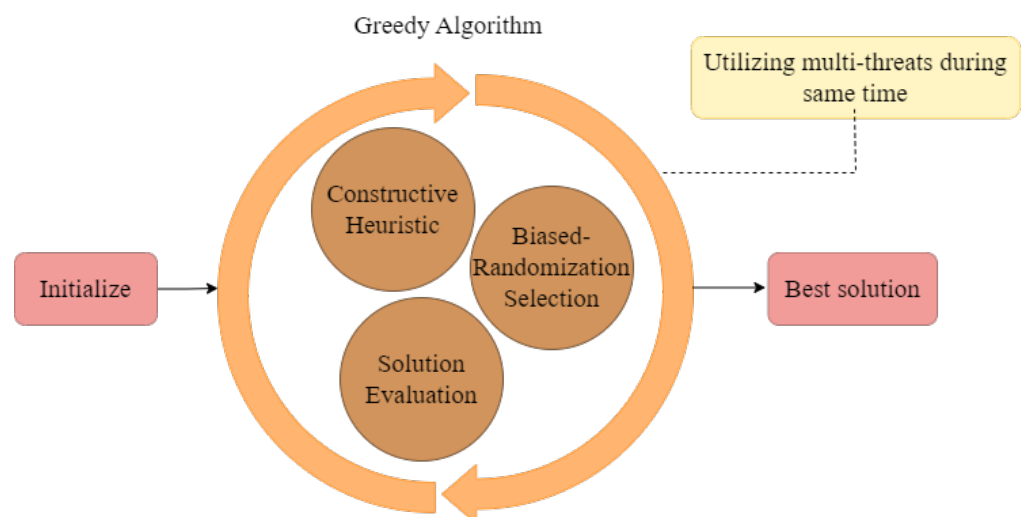 Greedy Algorithm
Utilizing multi-threats during
same time
Constructive
Heuristic
Biased-
Randomization
Selection
Initialize
Best solution
Solution
Evaluation